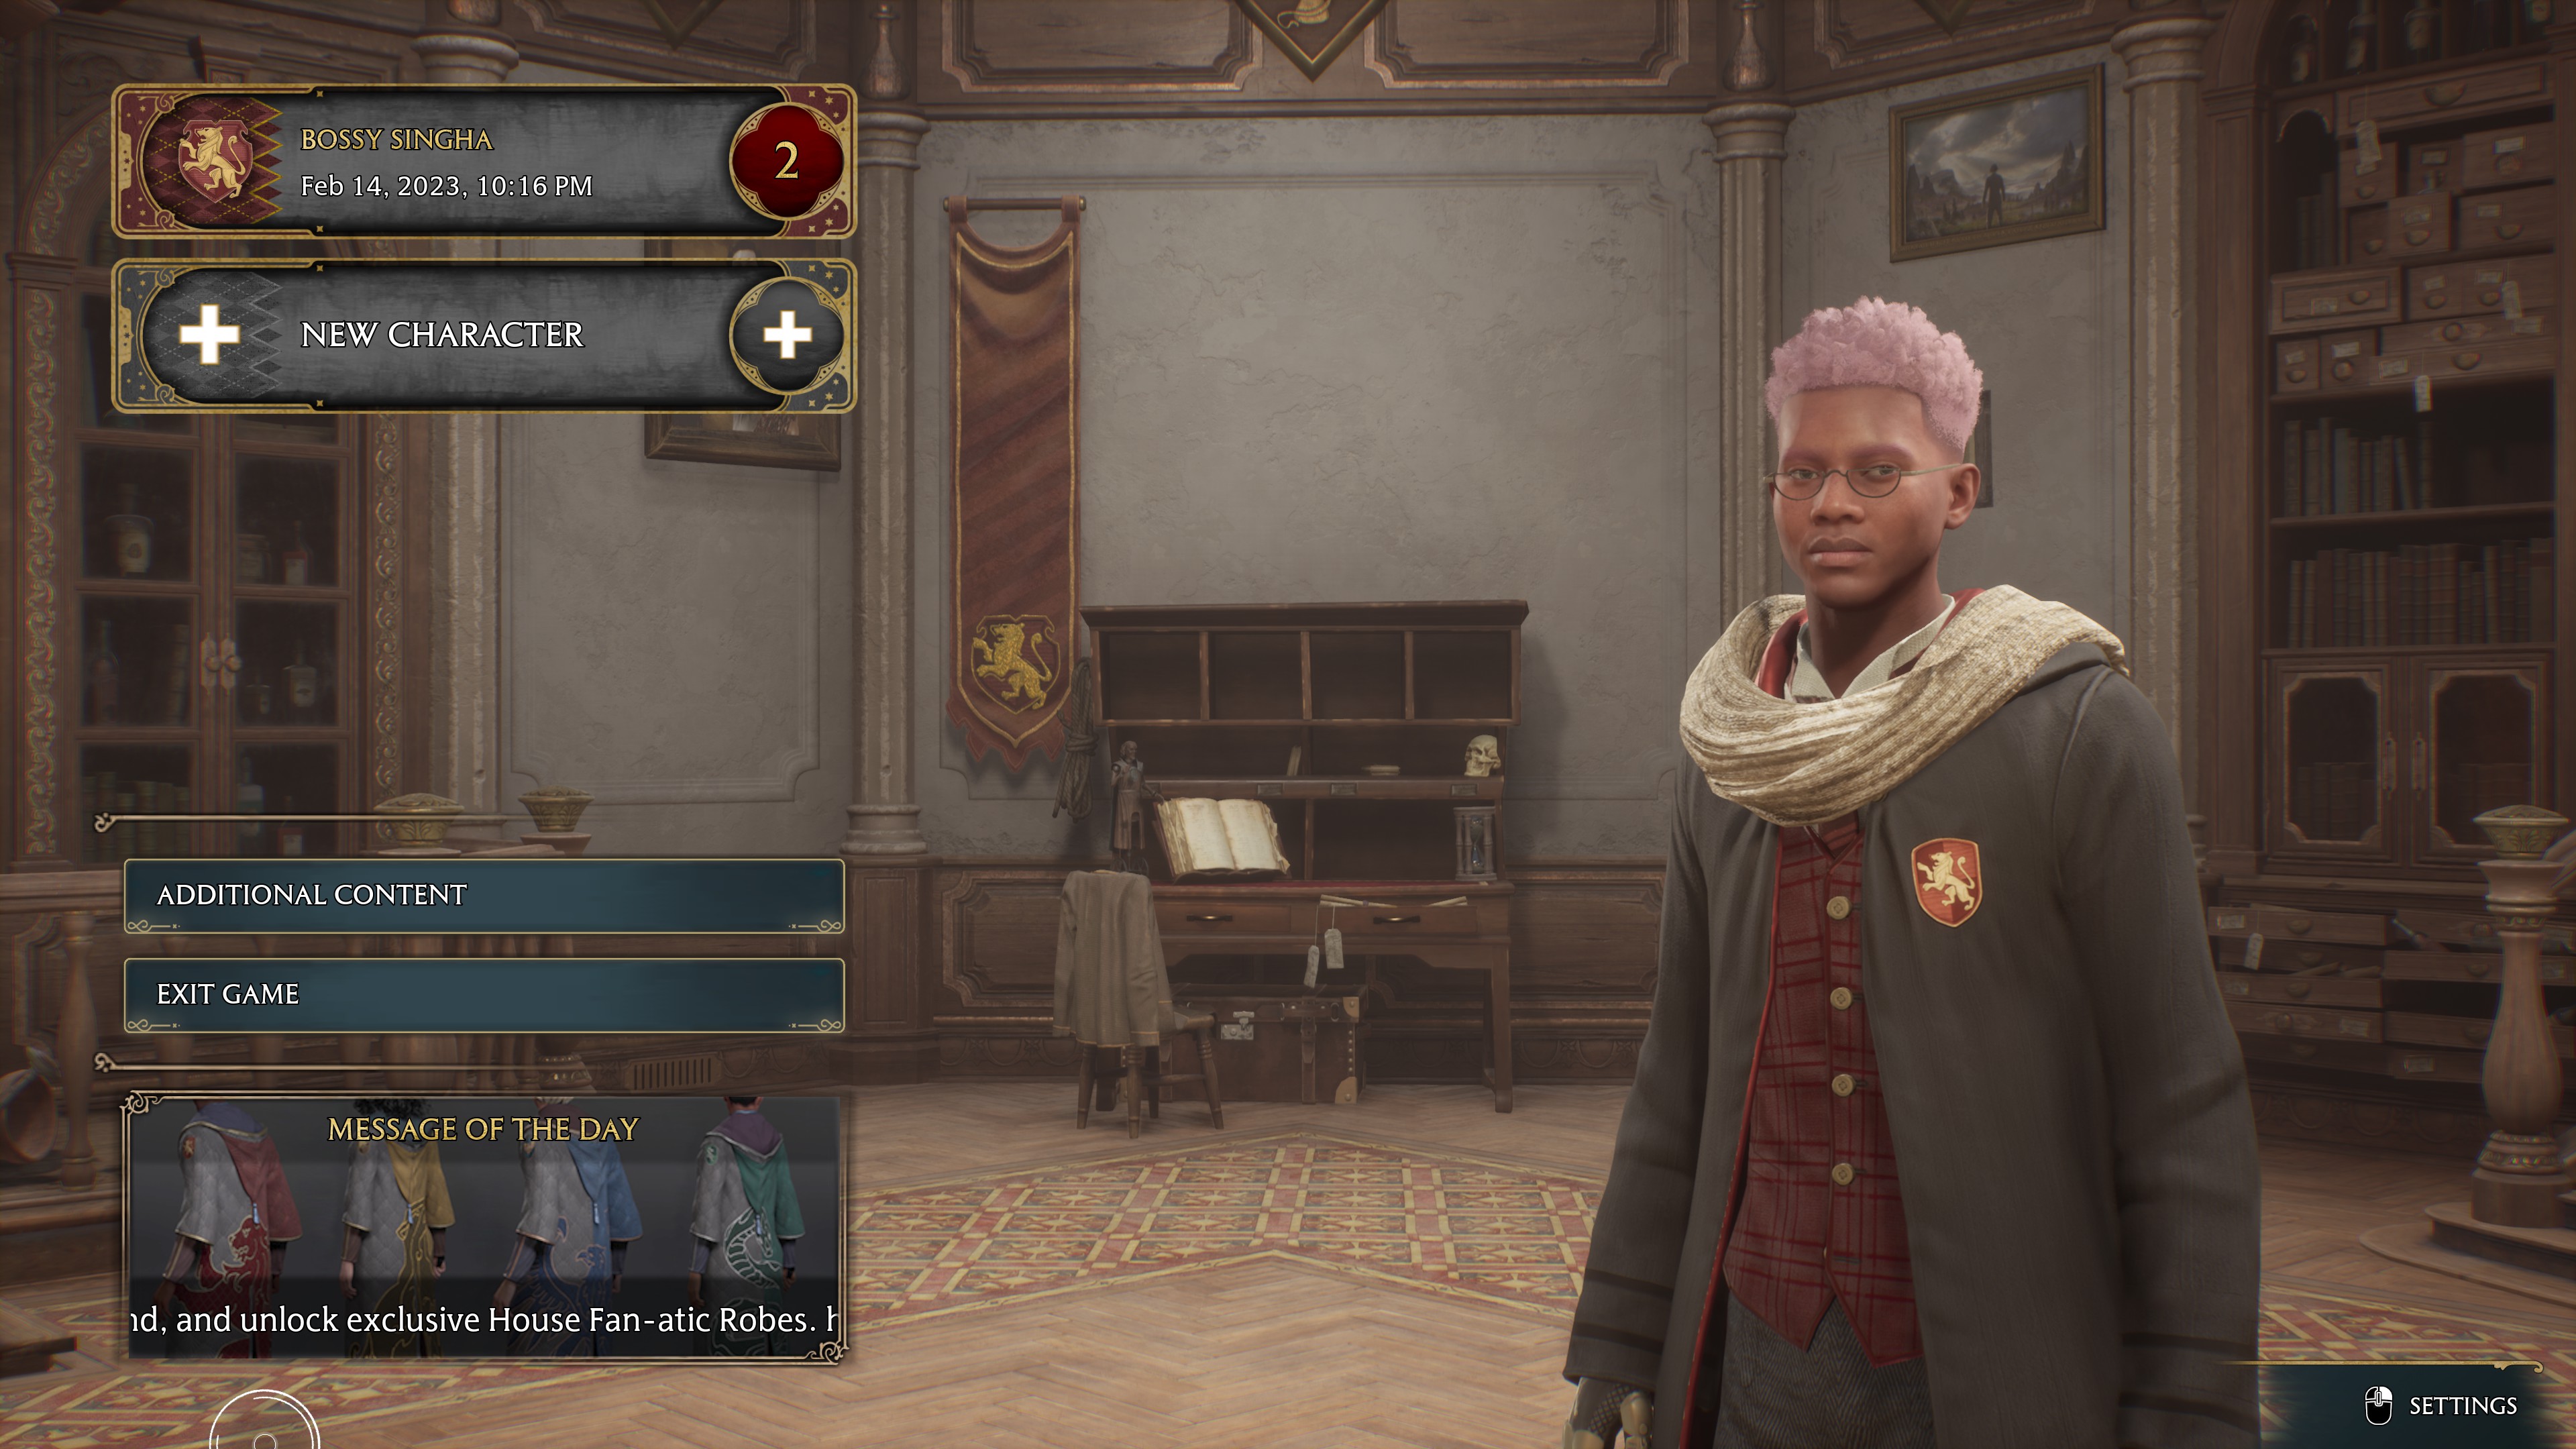 BOSSY SINGHA
Feb 14, 2023, 10:16 PM
2
NEW CHARACTER
ADDITIONAL CONTENT
EXIT GAME
MESSAGE OF THE DAY
and unlock exclusive House Fan-atic Robes.
SETTINGS